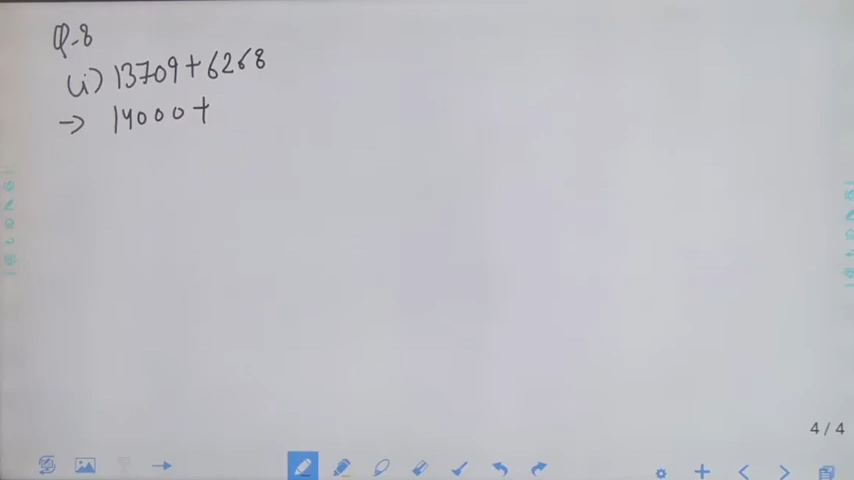 Q-8
(i) 13709+6268
→ 14000+
4/4